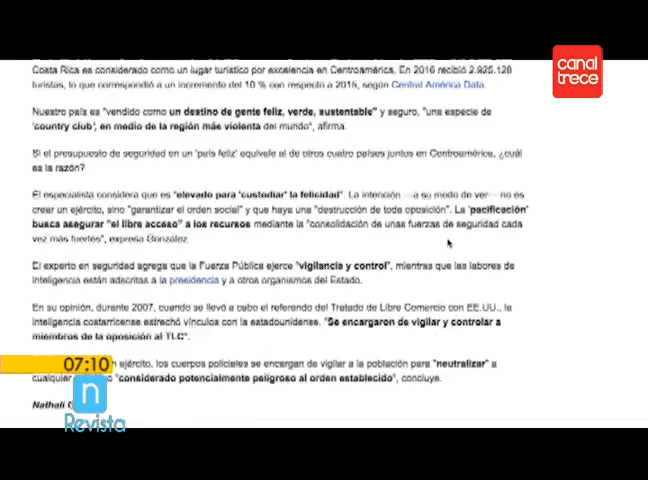 canal
trece
Costa Rica es considerado como un lugar turístico por excelencia en Centroamérica. En 2016 recibió 2.925.128
turistas, lo que correspondió a un incremento del 10 % con respecto a 2015, según Central América Data.
Nuestro país es "vendido como un destino de gente feliz, verde, sustentable" y seguro, "una especie de
'country club', en medio de la región más violenta del mundo", afirma.
Si el presupuesto de seguridad en un 'país feliz' equivale al de otros cuatro países juntos en Centroamérica, ¿cuál
es la razón?
El especialista considera que es "elevado para 'custodiar' la felicidad". La intención —a su modo de ver— no es
crear un ejército, sino "garantizar el orden social" y que haya una "destrucción de toda oposición". La 'pacificación'
busca asegurar "el libre acceso" a los recursos mediante la "consolidación de unas fuerzas de seguridad cada
vez más fuertes", expresa González.
El experto en seguridad agrega que la Fuerza Pública ejerce "vigilancia y control", mientras que las labores de
inteligencia están adscritas a la presidencia y a otros organismos del Estado.
En su opinión, durante 2007, cuando se llevó a cabo el referendo del Tratado de Libre Comercio con EE.UU., la
inteligencia costarricense estrechó vínculos con la estadounidense. "Se encargaron de vigilar y controlar a
miembros de la oposición al TLC".
07:10 ejército, los cuerpos policiales se encargan de vigilar a la población para "neutralizar" a
cualquier "considerado potencialmente peligroso al orden establecido", concluye.
Nathali
n
Revista